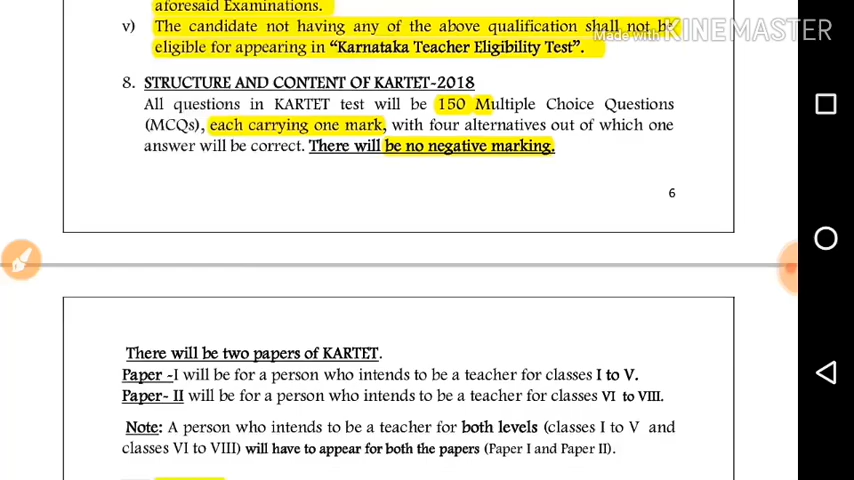 aforesaid Examinations.
v) The candidate not having any of the above qualification shall not be
eligible for appearing in “Karnataka Teacher Eligibility Test”.
Made with KINEMASTER
8. STRUCTURE AND CONTENT OF KARTET-2018
All questions in KARTET test will be 150 Multiple Choice Questions
(MCQs), each carrying one mark, with four alternatives out of which one
answer will be correct. There will be no negative marking.
6
There will be two papers of KARTET.
Paper -I will be for a person who intends to be a teacher for classes I to V.
Paper- II will be for a person who intends to be a teacher for classes VI to VIII.
Note: A person who intends to be a teacher for both levels (classes I to V and
classes VI to VIII) will have to appear for both the papers (Paper I and Paper II).